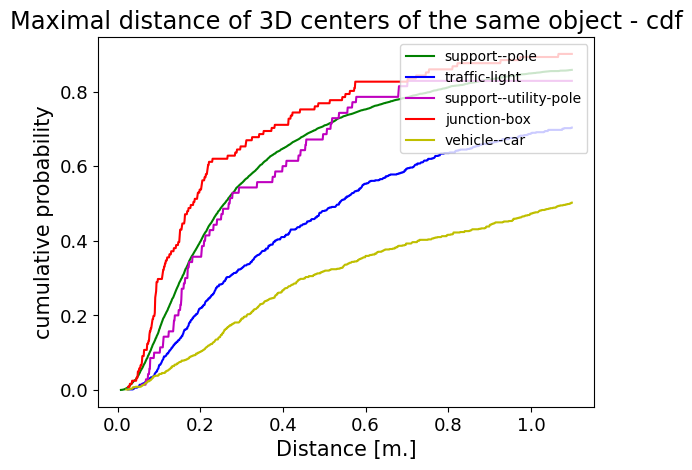 Maximal distance of 3D centers of the same object - cdf
support--pole
traffic-light
support--utility-pole
junction-box
vehicle--car
cumulative probability
0.8
0.6
0.4
0.2
0.0
0.0 0.2 0.4 0.6 0.8 1.0
Distance [m.]